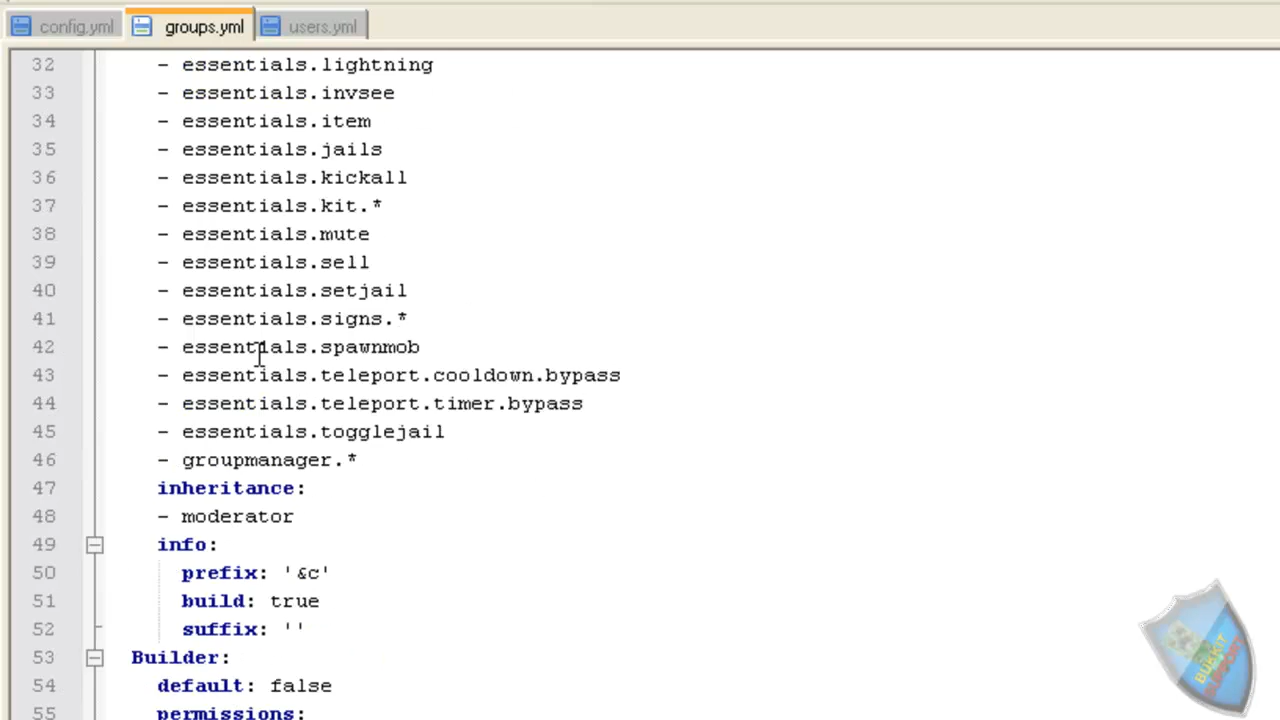 config.yml groups.yml users.yml
32 - essentials.lightning
33 - essentials.invsee
34 - essentials.item
35 - essentials.jails
36 - essentials.kickall
37 - essentials.kit.*
38 - essentials.mute
39 - essentials.sell
40 - essentials.setjail
41 - essentials.signs.*
42 - essentials.spawnmob
43 - essentials.teleport.cooldown.bypass
44 - essentials.teleport.timer.bypass
45 - essentials.togglejail
46 - groupmanager.*
47 inheritance:
48 - moderator
49 info:
50 prefix: '&c'
51 build: true
52 suffix: ''
53 Builder:
54 default: false
55 permissions:
BUKKIT
SUPPORT